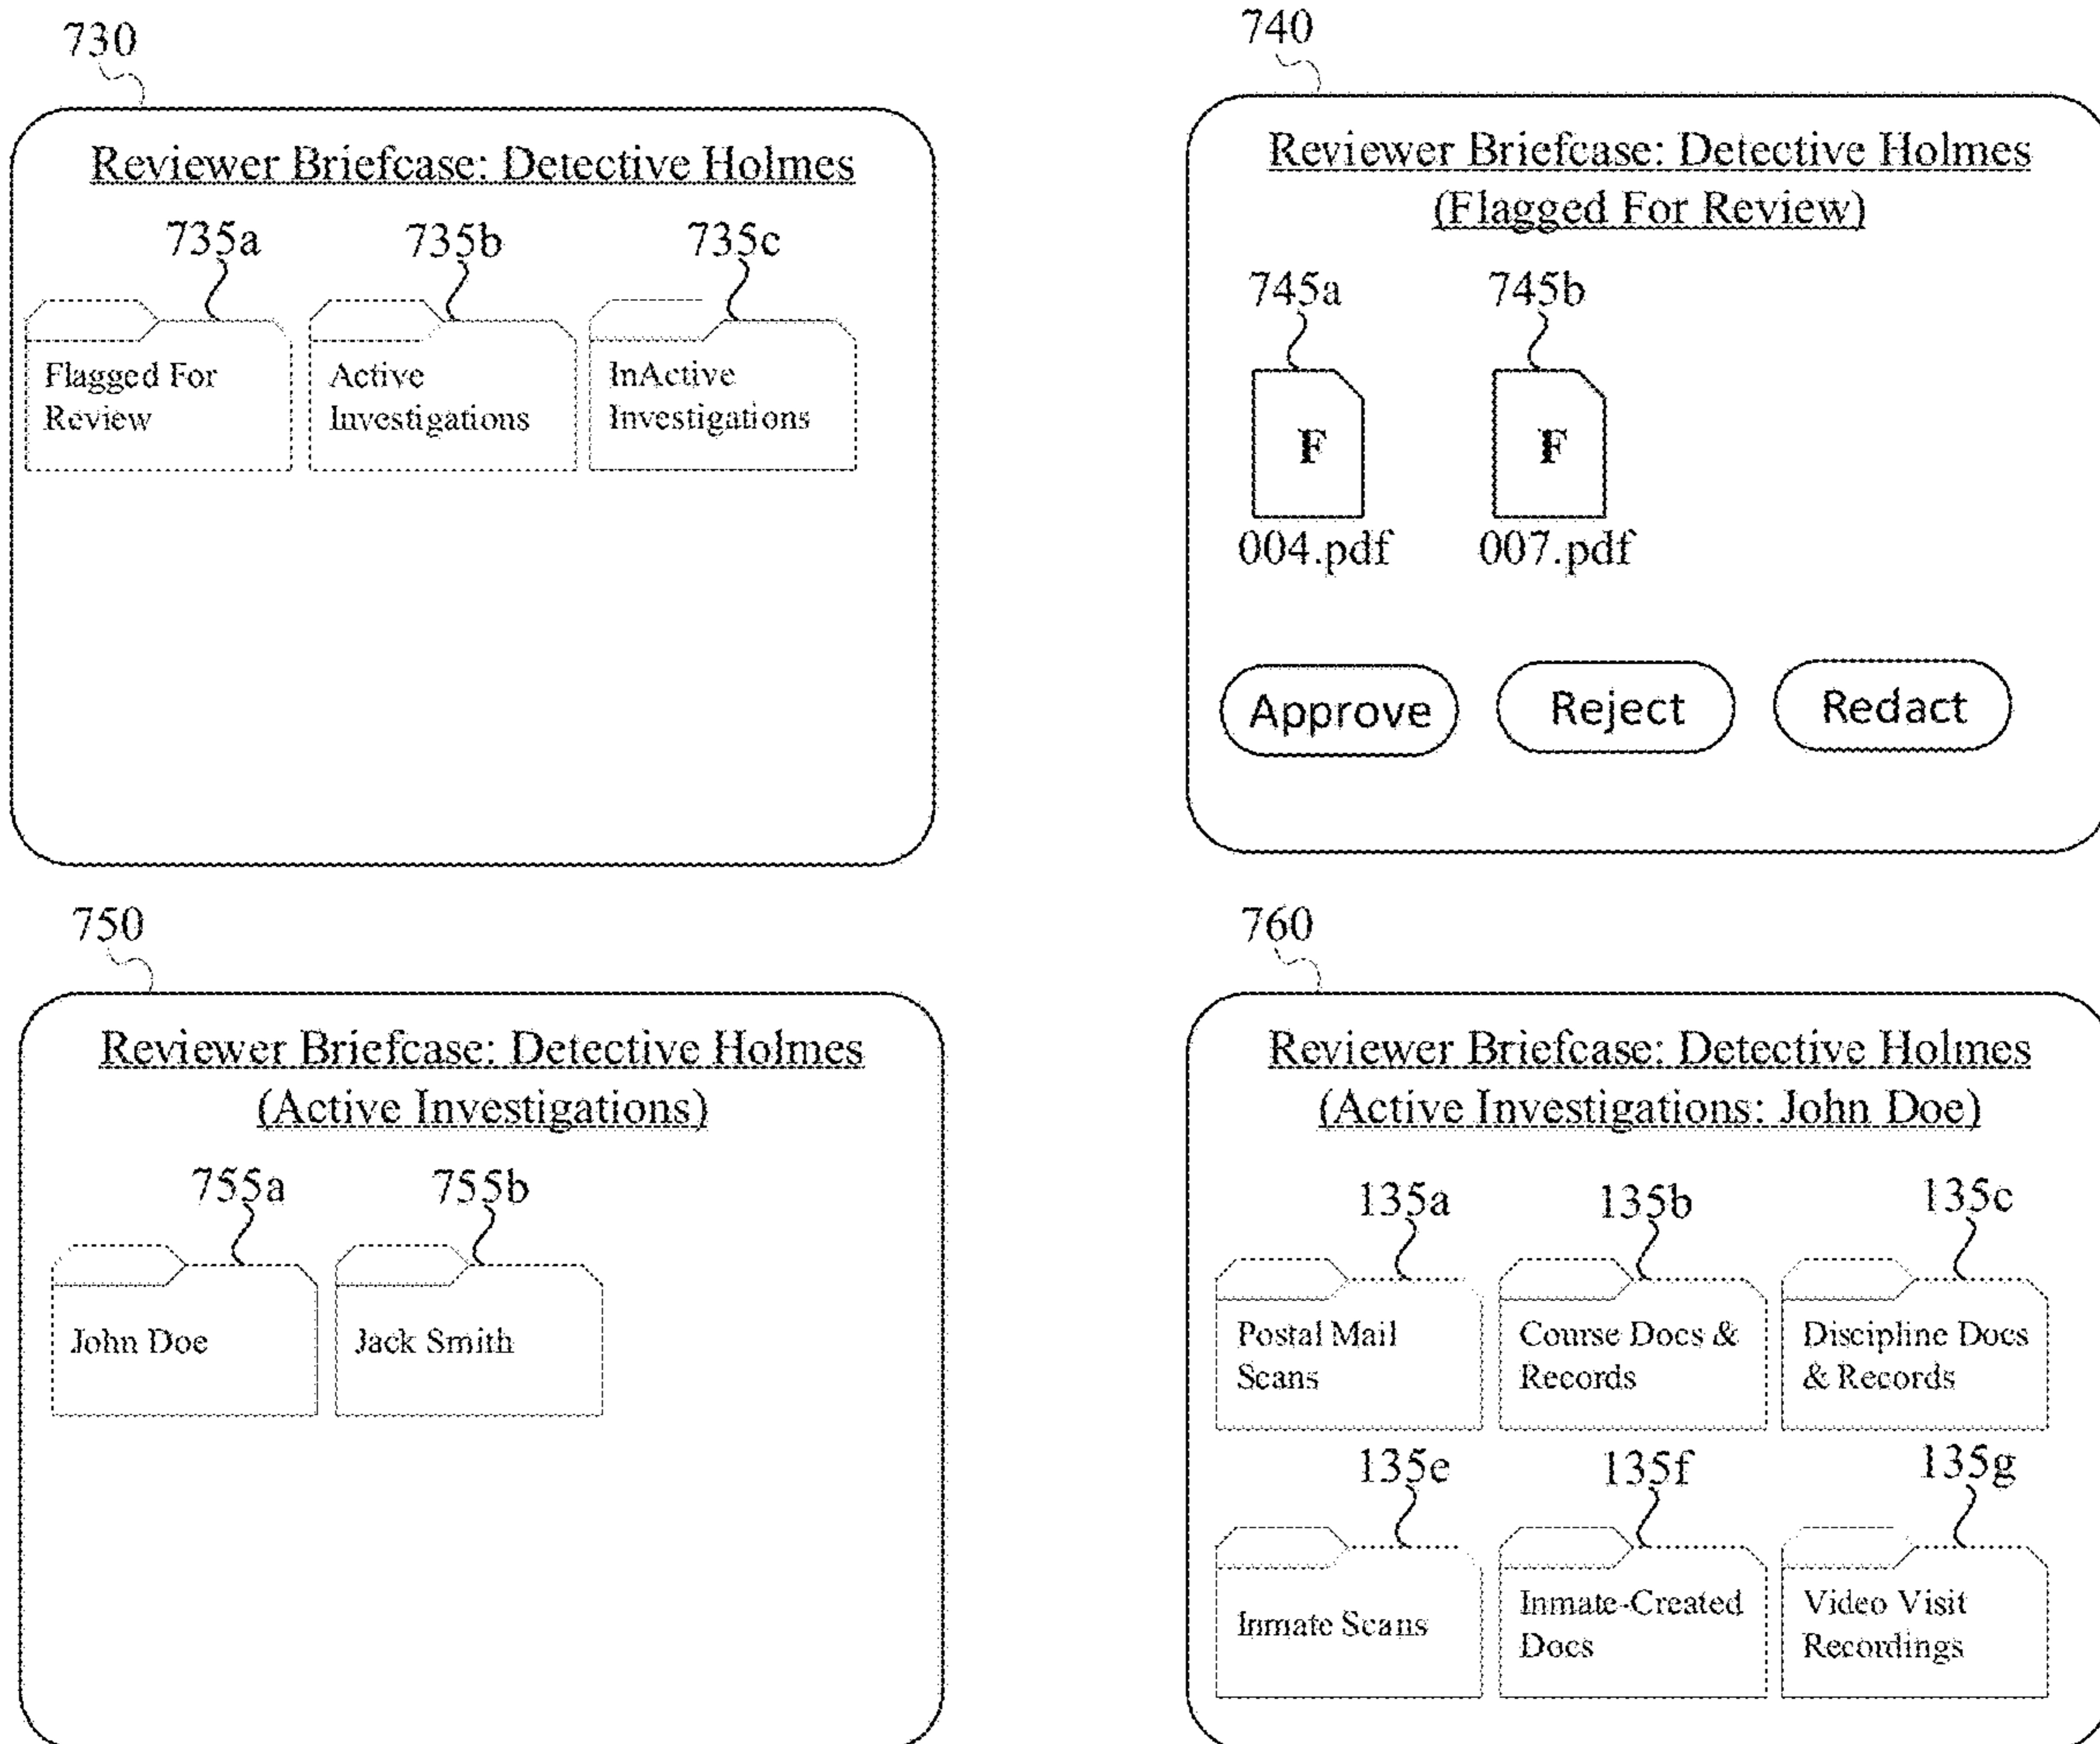 730
Reviewer Briefcase: Detective Holmes
735a 735b 735c
Flagged For
Review
Active
Investigations
InActive
Investigations
740
Reviewer Briefcase: Detective Holmes
(Flagged For Review)
745a 745b
F F
004.pdf 007.pdf
Approve Reject Redact
750
Reviewer Briefcase: Detective Holmes
(Active Investigations)
755a 755b
John Doe Jack Smith
760
Reviewer Briefcase: Detective Holmes
(Active Investigations: John Doe)
135a 135b 135c
Postal Mail
Scans
Course Docs &
Records
Discipline Docs
& Records
135e 135f 135g
Inmate Scans
Inmate-Created
Docs
Video Visit
Recordings